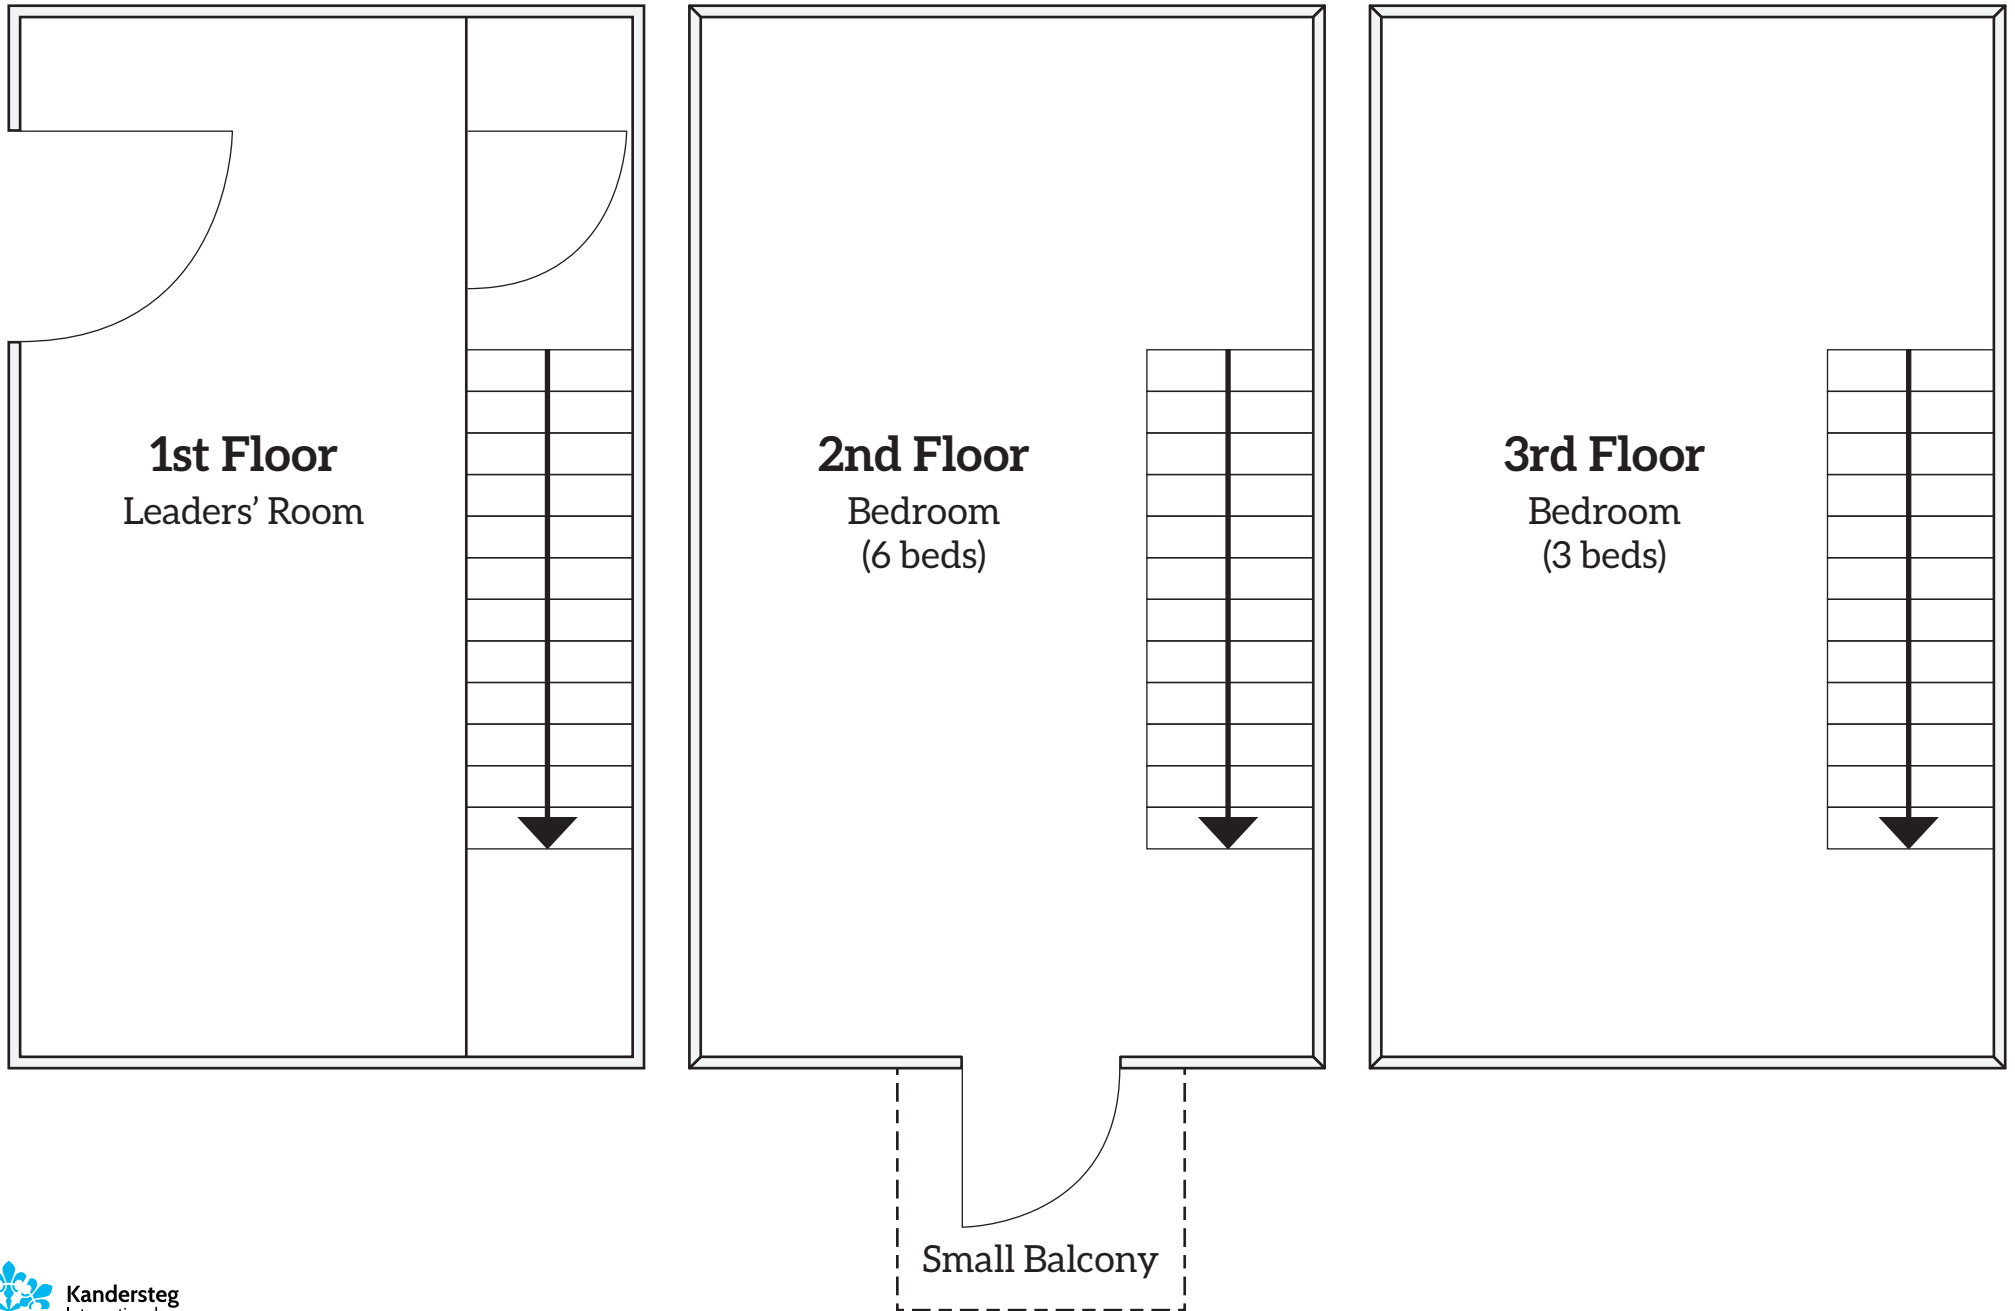 1st Floor
Leaders’ Room
2nd Floor
Bedroom
(6 beds)
3rd Floor
Bedroom
(3 beds)
Small Balcony
Kandersteg